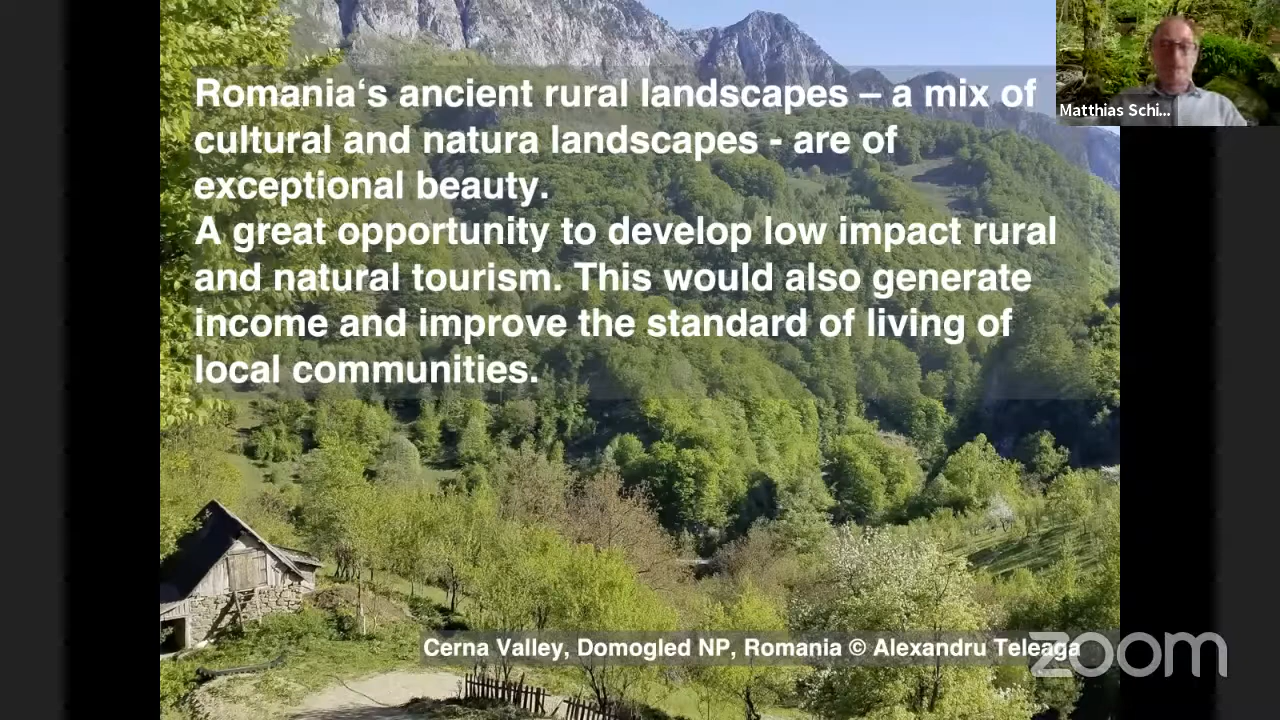 Romania‘s ancient rural landscapes – a mix of
cultural and natura landscapes - are of
exceptional beauty.
A great opportunity to develop low impact rural
and natural tourism. This would also generate
income and improve the standard of living of
local communities.
Matthias Schi...
Cerna Valley, Domogled NP, Romania © Alexandru Teleaga
zoom